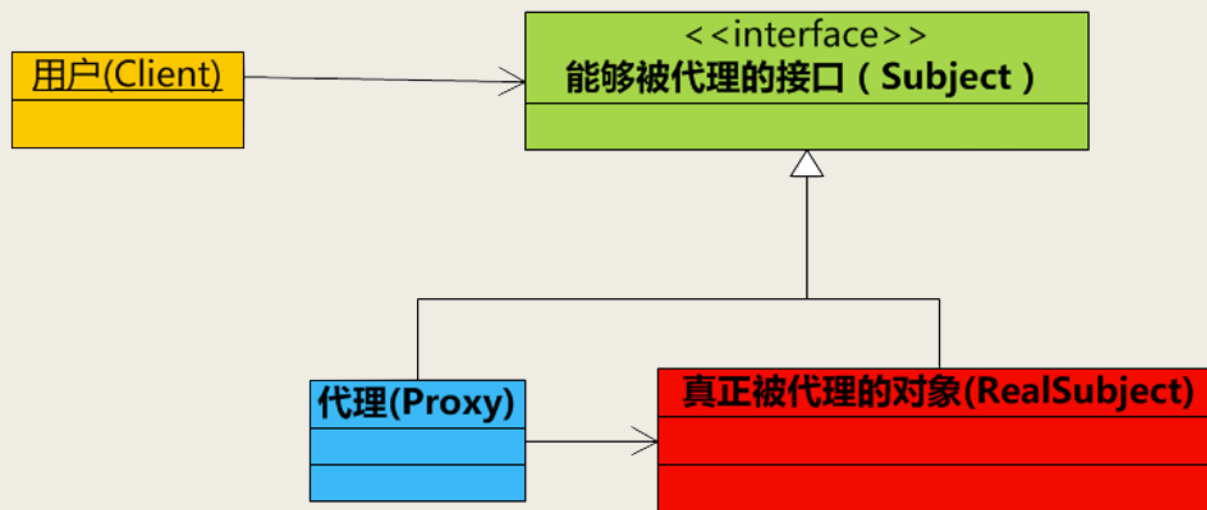 用户(Client)
<<interface>>
能够被代理的接口（Subject）
代理(Proxy)
真正被代理的对象(RealSubject)